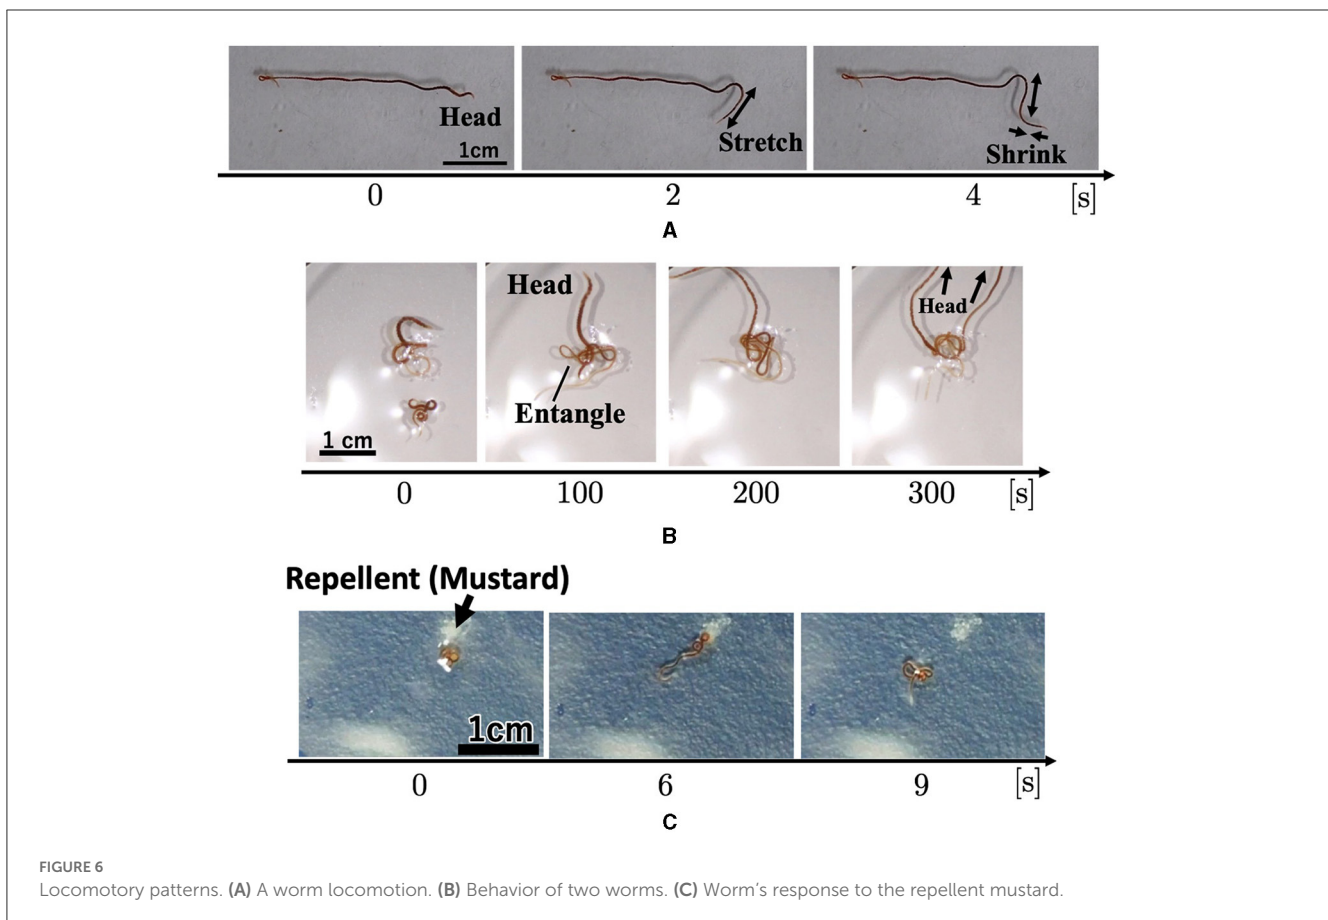 Head
1cm
Stretch
Shrink
0 2 4 [s]
A
Head
Entangle
Head
1 cm
0 100 200 300 [s]
B
Repellent (Mustard)
1cm
0 6 9 [s]
C
FIGURE 6
Locomotory patterns. (A) A worm locomotion. (B) Behavior of two worms. (C) Worm's response to the repellent mustard.